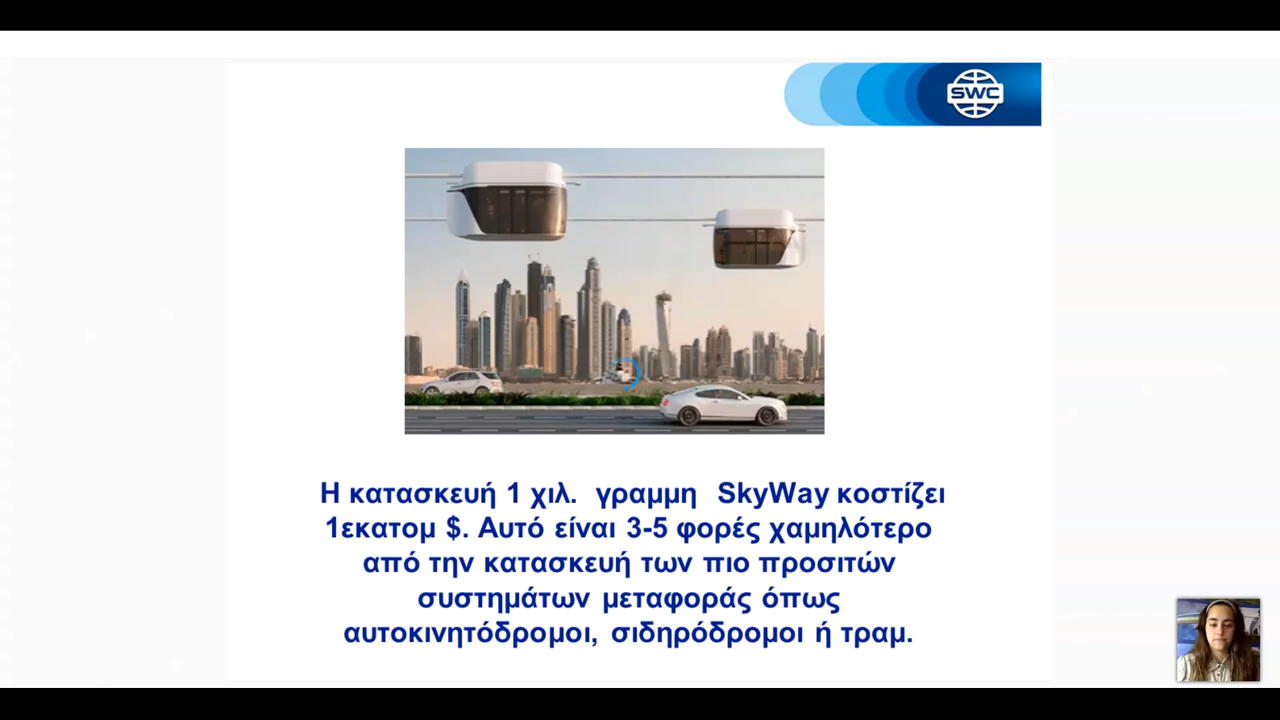 SWC
Η κατασκευή 1 χιλ. γραμμη SkyWay κοστίζει
1εκατομ $. Αυτό είναι 3-5 φορές χαμηλότερο
από την κατασκευή των πιο προσιτών
συστημάτων μεταφοράς όπως
αυτοκινητόδρομοι, σιδηρόδρομοι ή τραμ.